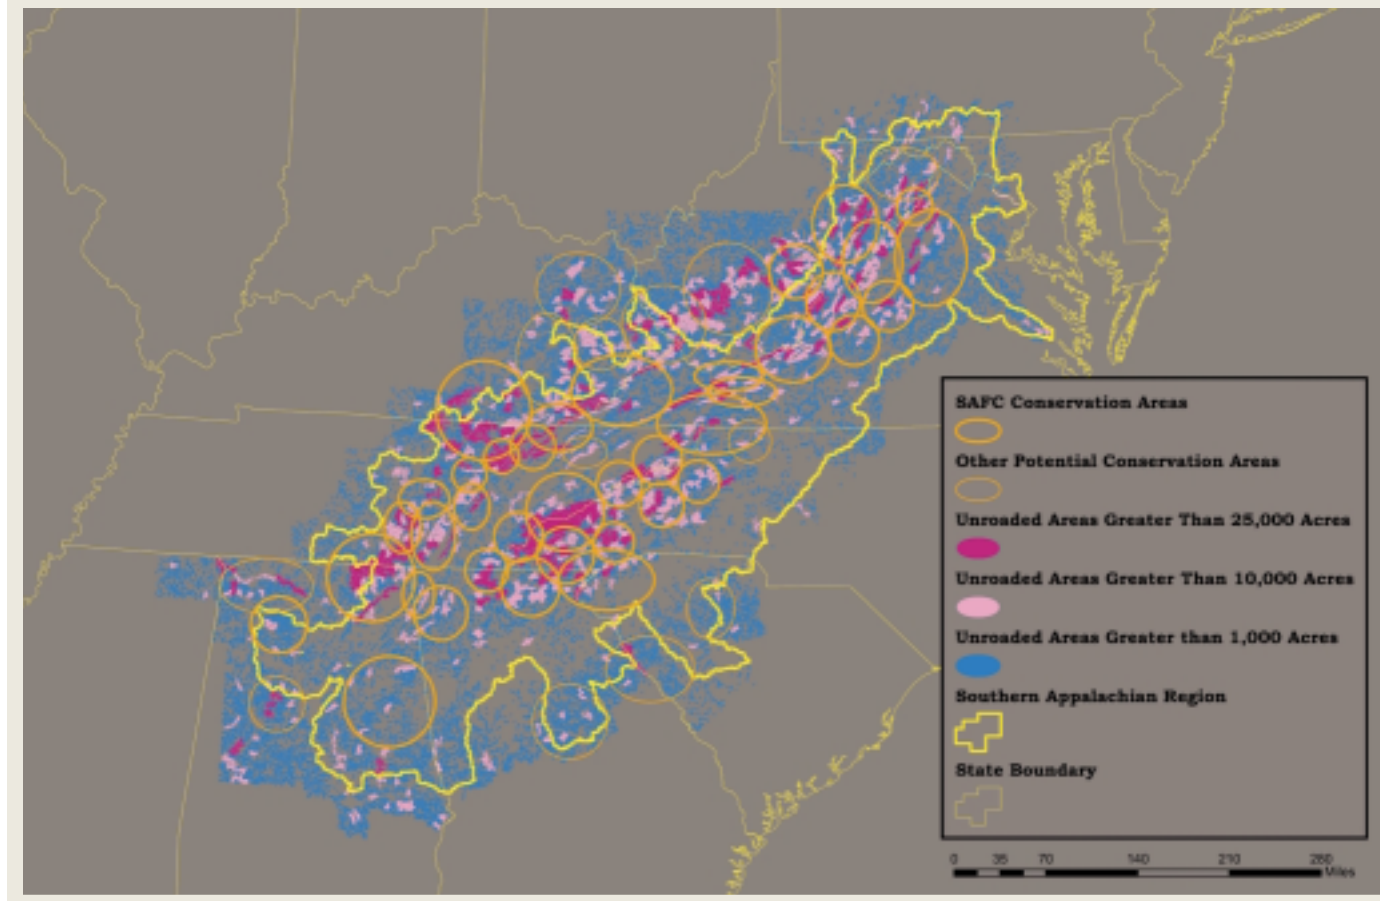 SAFC Conservation Areas
Other Potential Conservation Areas
Unroaded Areas Greater Than 25,000 Acres
Unroaded Areas Greater Than 10,000 Acres
Unroaded Areas Greater than 1,000 Acres
Southern Appalachian Region
State Boundary
0 35 70 140 210 280
Miles